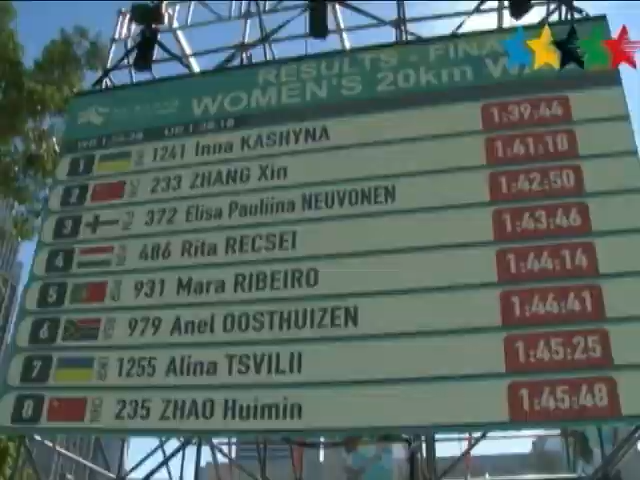 RESULTS - FINA
WOMEN'S 20km W
1 1241 Inna KASHYNA 1:39:44
2 233 ZHANG Xin 1:41:18
3 372 Elisa Pauliina NEUVONEN 1:42:50
4 486 Rita RECSEI 1:43:46
5 931 Mara RIBEIRO 1:44:14
6 979 Anel OOSTHUIZEN 1:44:41
7 1255 Alina TSVILII 1:45:25
8 235 ZHAO Huimin 1:45:48